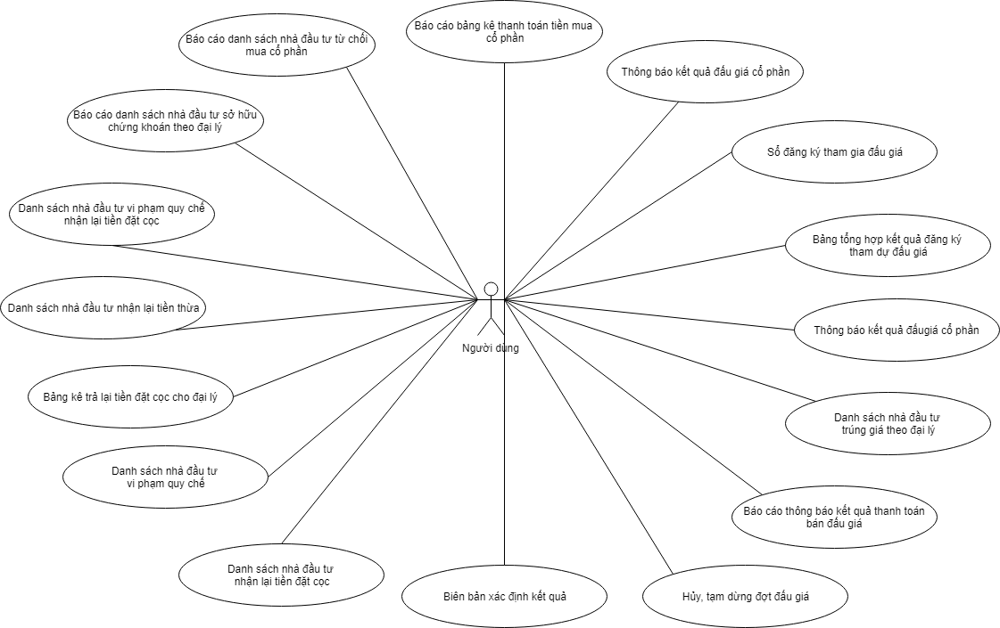 Báo cáo bảng kê thanh toán tiền mua
cổ phần
Báo cáo danh sách nhà đầu tư từ chối
mua cổ phần
Thông báo kết quả đấu giá cổ phần
Báo cáo danh sách nhà đầu tư sở hữu
chứng khoán theo đại lý
Sổ đăng ký tham gia đấu giá
Danh sách nhà đầu tư vi phạm quy chế
nhận lại tiền đặt cọc
Bảng tổng hợp kết quả đăng ký
tham dự đấu giá
Danh sách nhà đầu tư nhận lại tiền thừa
Thông báo kết quả đấugiá cổ phần
Người dùng
Bảng kê trả lại tiền đặt cọc cho đại lý
Danh sách nhà đầu tư
trúng giá theo đại lý
Danh sách nhà đầu tư
vi phạm quy chế
Báo cáo thông báo kết quả thanh toán
bán đấu giá
Danh sách nhà đầu tư
nhận lại tiền đặt cọc
Biên bản xác định kết quả
Hủy, tạm dừng đợt đấu giá